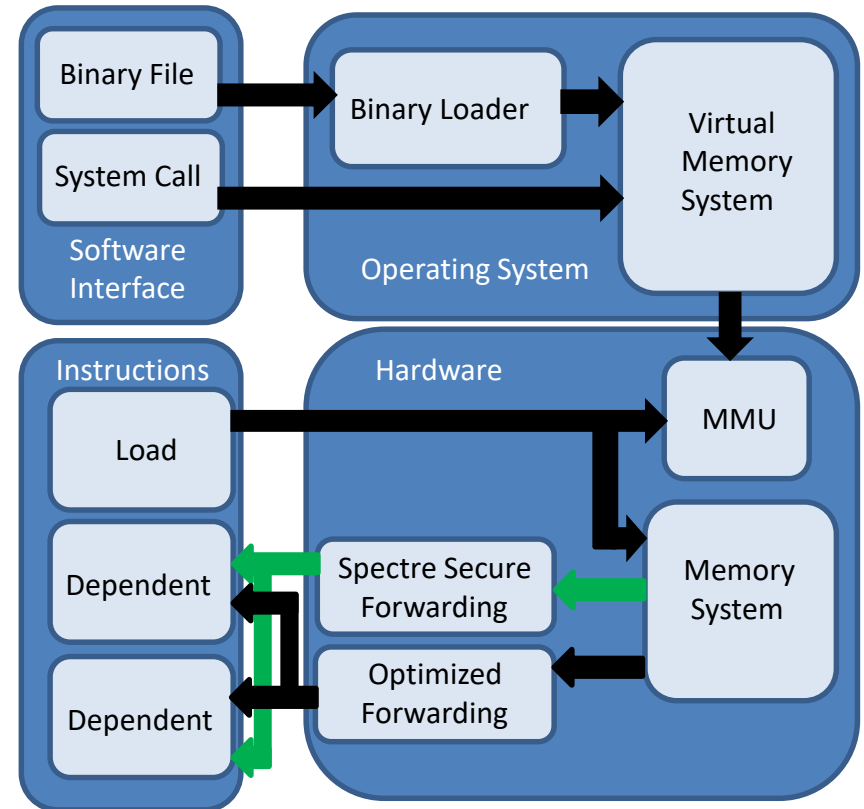 Binary File
System Call
Software
Interface
Binary Loader
Virtual
Memory
System
Operating System
Instructions
Load
Dependent
Dependent
Hardware
MMU
Spectre Secure
Forwarding
Memory
System
Optimized
Forwarding